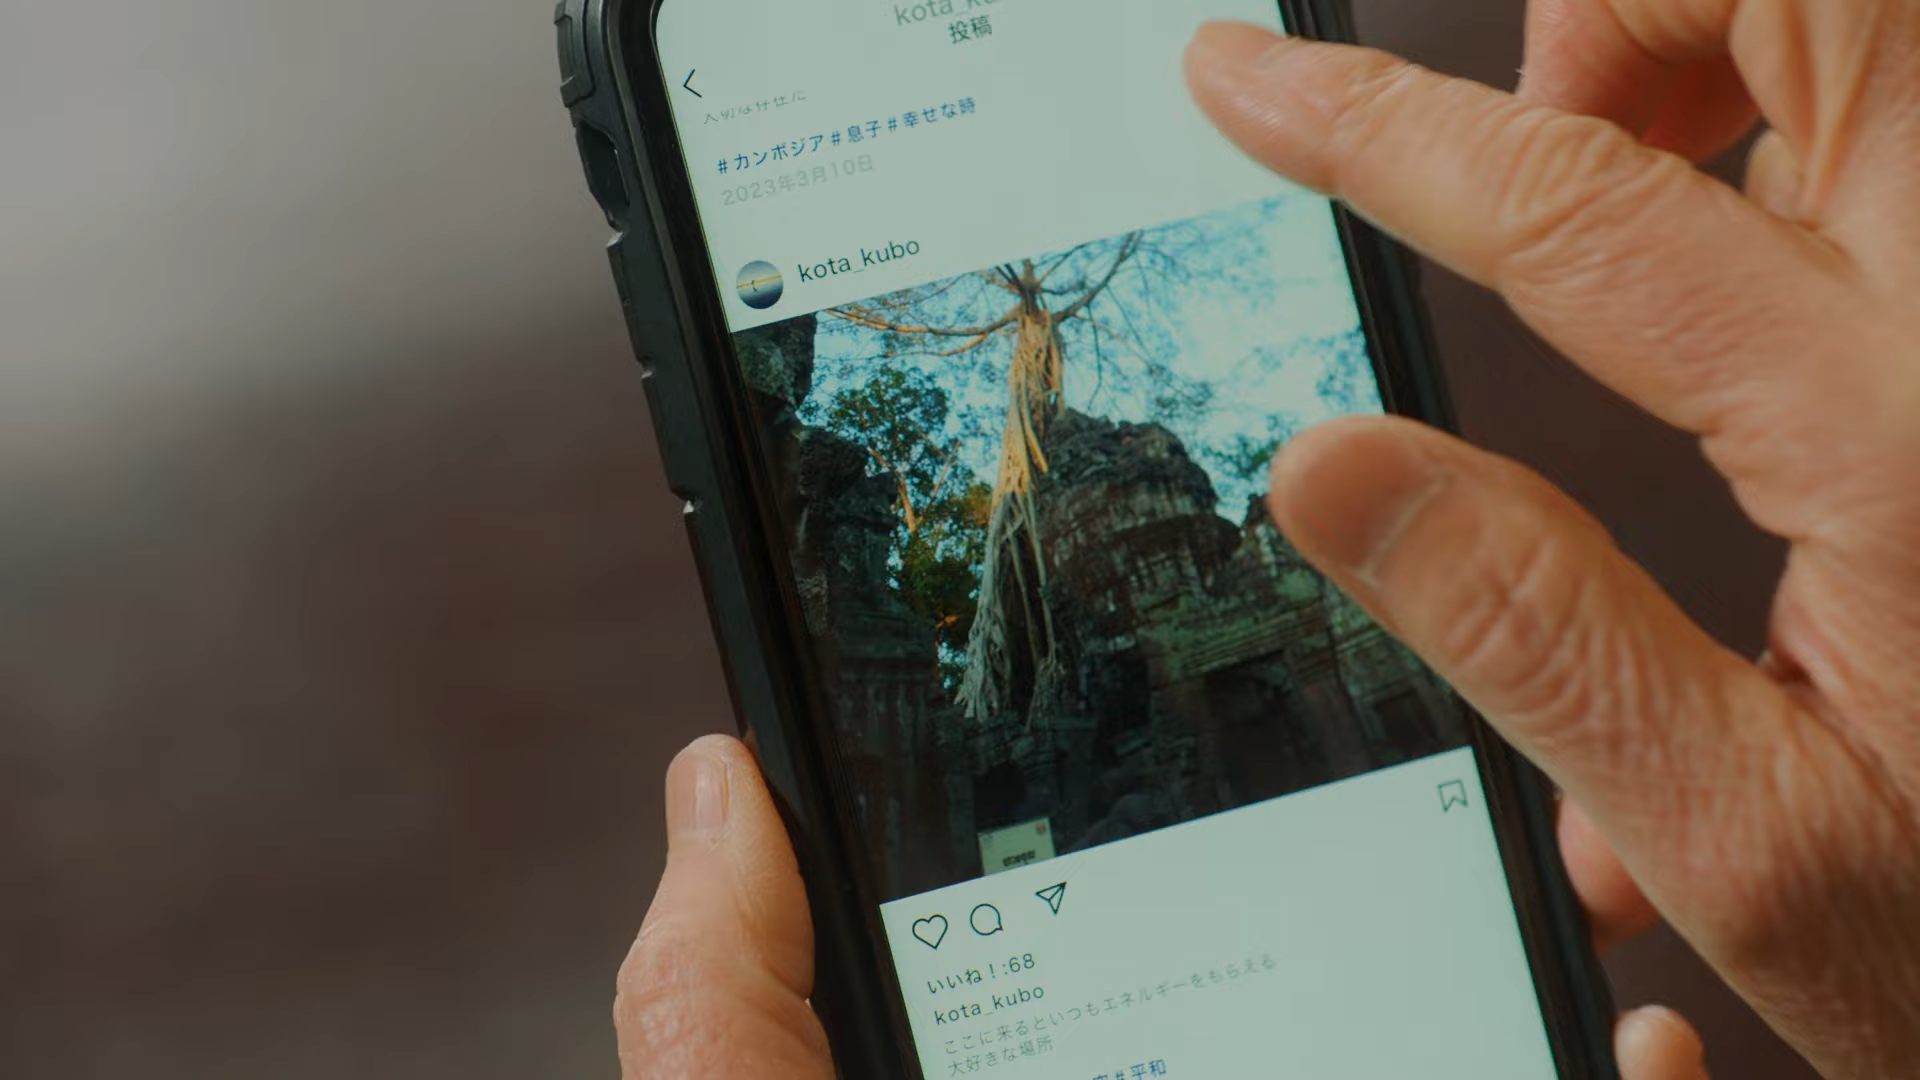 投稿
#カンボジア#息子#幸せな時
2023年3月10日
kota_kubo
いいね！:68
kota_kubo
ここに来るといつもエネルギーをもらえる
大好きな場所
#平和